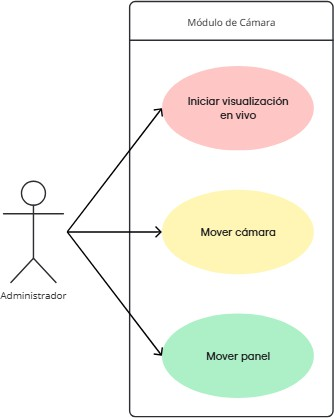 Módulo de Cámara
Iniciar visualización
en vivo
Mover cámara
Administrador
Mover panel